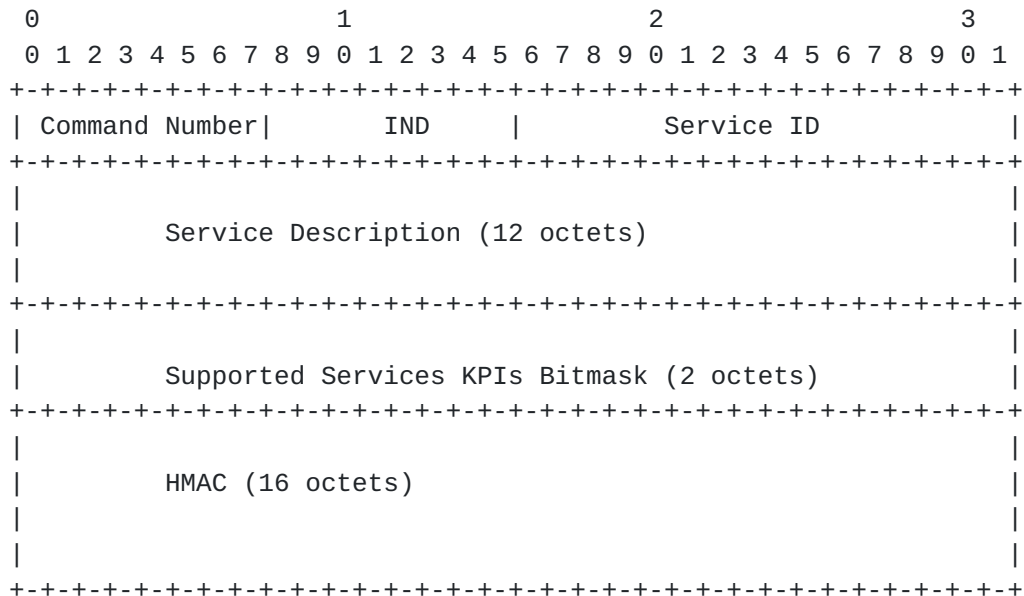 0                   1                   2                   3
 0 1 2 3 4 5 6 7 8 9 0 1 2 3 4 5 6 7 8 9 0 1 2 3 4 5 6 7 8 9 0 1
+-+-+-+-+-+-+-+-+-+-+-+-+-+-+-+-+-+-+-+-+-+-+-+-+-+-+-+-+-+-+-+-+
| Command Number|       IND     |         Service ID            |
+-+-+-+-+-+-+-+-+-+-+-+-+-+-+-+-+-+-+-+-+-+-+-+-+-+-+-+-+-+-+-+-+
|                                                               |
|         Service Description (12 octets)                       |
|                                                               |
+-+-+-+-+-+-+-+-+-+-+-+-+-+-+-+-+-+-+-+-+-+-+-+-+-+-+-+-+-+-+-+-+
|                                                               |
|         Supported Services KPIs Bitmask (2 octets)            |
+-+-+-+-+-+-+-+-+-+-+-+-+-+-+-+-+-+-+-+-+-+-+-+-+-+-+-+-+-+-+-+-+
|                                                               |
|         HMAC (16 octets)                                      |
|                                                               |
|                                                               |
+-+-+-+-+-+-+-+-+-+-+-+-+-+-+-+-+-+-+-+-+-+-+-+-+-+-+-+-+-+-+-+-+